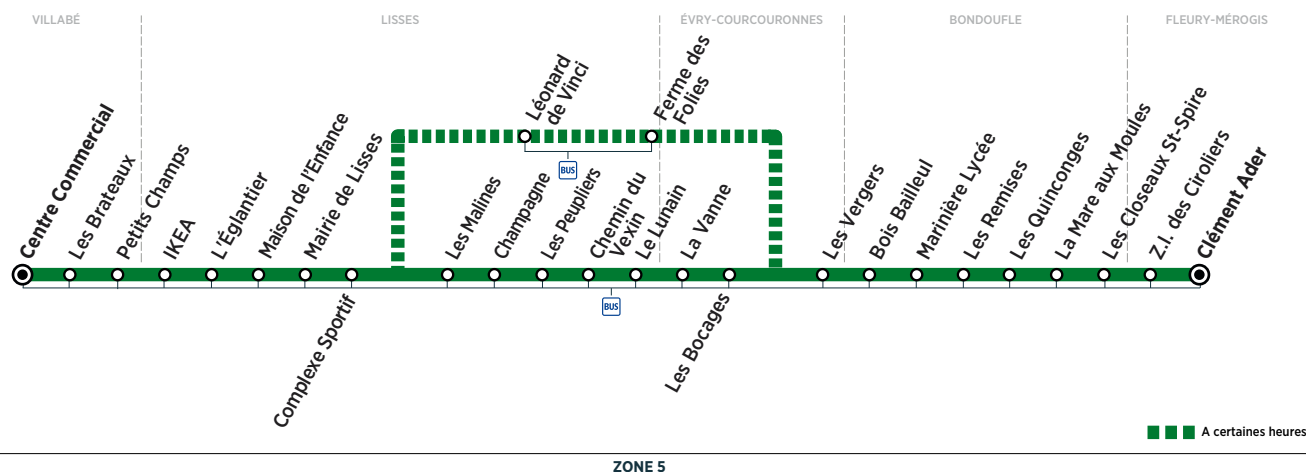 VILLABÉ
LISSES
ÉVRY-COURCOURONNES
BONDOUFLE
FLEURY-MÉROGIS
Centre Commercial
Les Brateaux
Petits Champs
IKEA
L'Églantier
Maison de l'Enfance
Mairie de Lisses
Complexe Sportif
Léonard
de Vinci
Ferme des
Folies
BUS
Les Malines
Champagne
Les Peupliers
Chemin du
Vexin
Le Lunain
La Vanne
Les Bocages
Les Vergers
Bois Bailleul
Marinière Lycée
Les Remises
Les Quinconges
La Mare aux Moules
Les Closeaux St-Spire
Z.I. des Ciroliers
Clément Ader
BUS
A certaines heures
ZONE 5